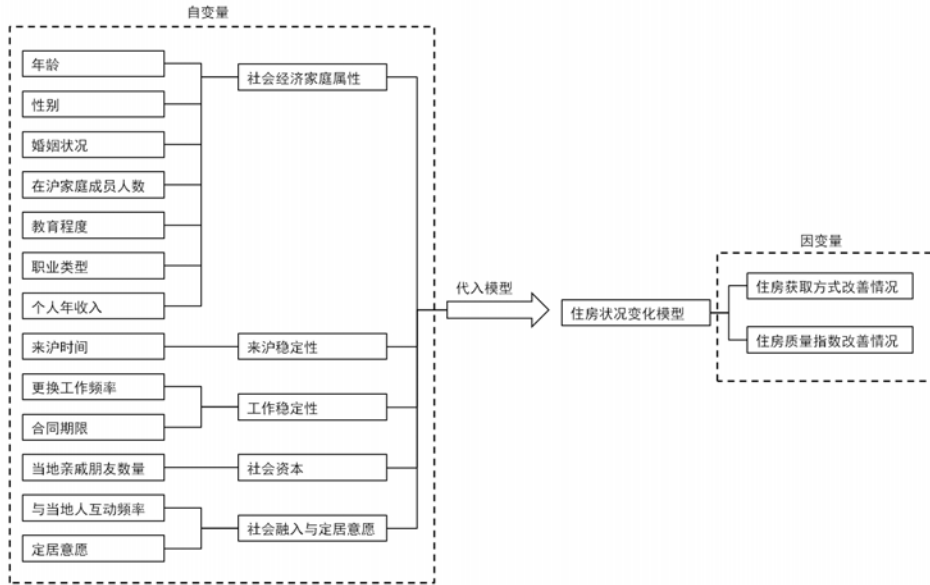 自变量
年龄
性别
婚姻状况
在沪家庭成员人数
教育程度
职业类型
个人年收入
来沪时间
更换工作频率
合同期限
当地亲戚朋友数量
与当地人互动频率
定居意愿
社会经济家庭属性
来沪稳定性
工作稳定性
社会资本
社会融入与定居意愿
代入模型
住房状况变化模型
因变量
住房获取方式改善情况
住房质量指数改善情况